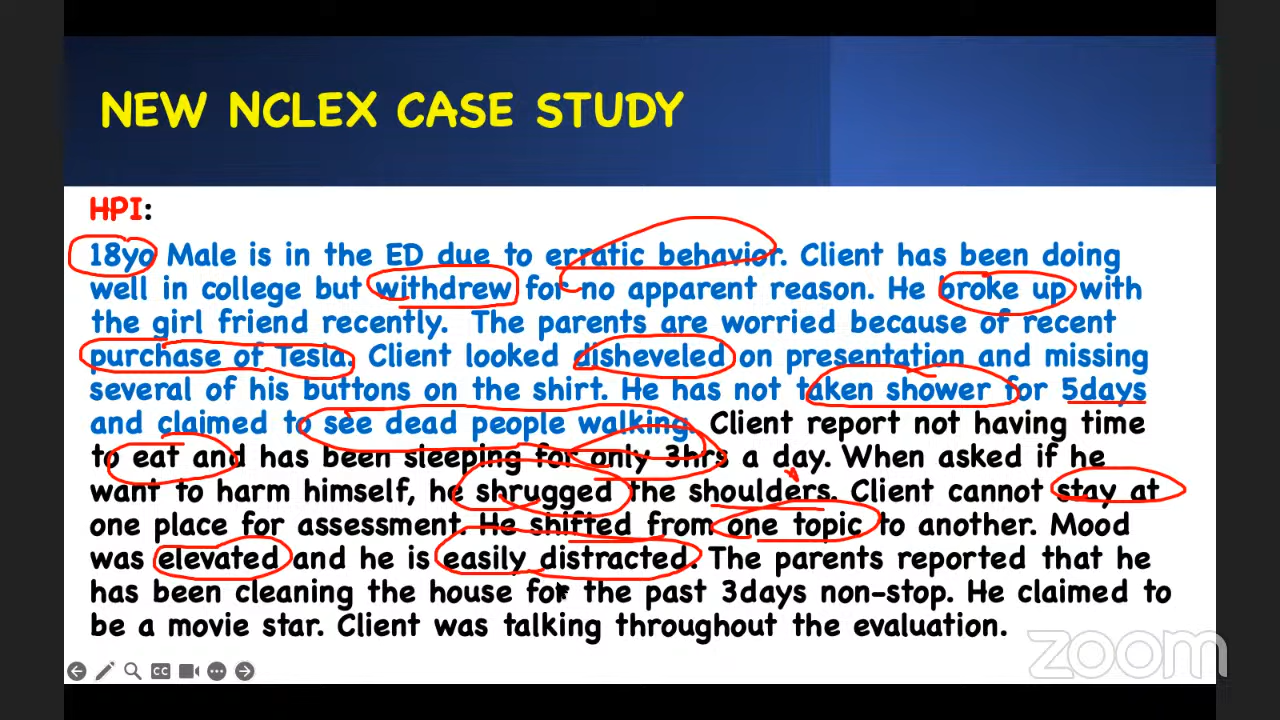 NEW NCLEX CASE STUDY
HPI:
18yo Male is in the ED due to erratic behavior. Client has been doing
well in college but withdrew for no apparent reason. He broke up with
the girl friend recently. The parents are worried because of recent
purchase of Tesla. Client looked disheveled on presentation and missing
several of his buttons on the shirt. He has not taken shower for 5days
and claimed to see dead people walking. Client report not having time
to eat and has been sleeping for only 3hrs a day. When asked if he
want to harm himself, he shrugged the shoulders. Client cannot stay at
one place for assessment. He shifted from one topic to another. Mood
was elevated and he is easily distracted. The parents reported that he
has been cleaning the house for the past 3days non-stop. He claimed to
be a movie star. Client was talking throughout the evaluation.
zoom
CC